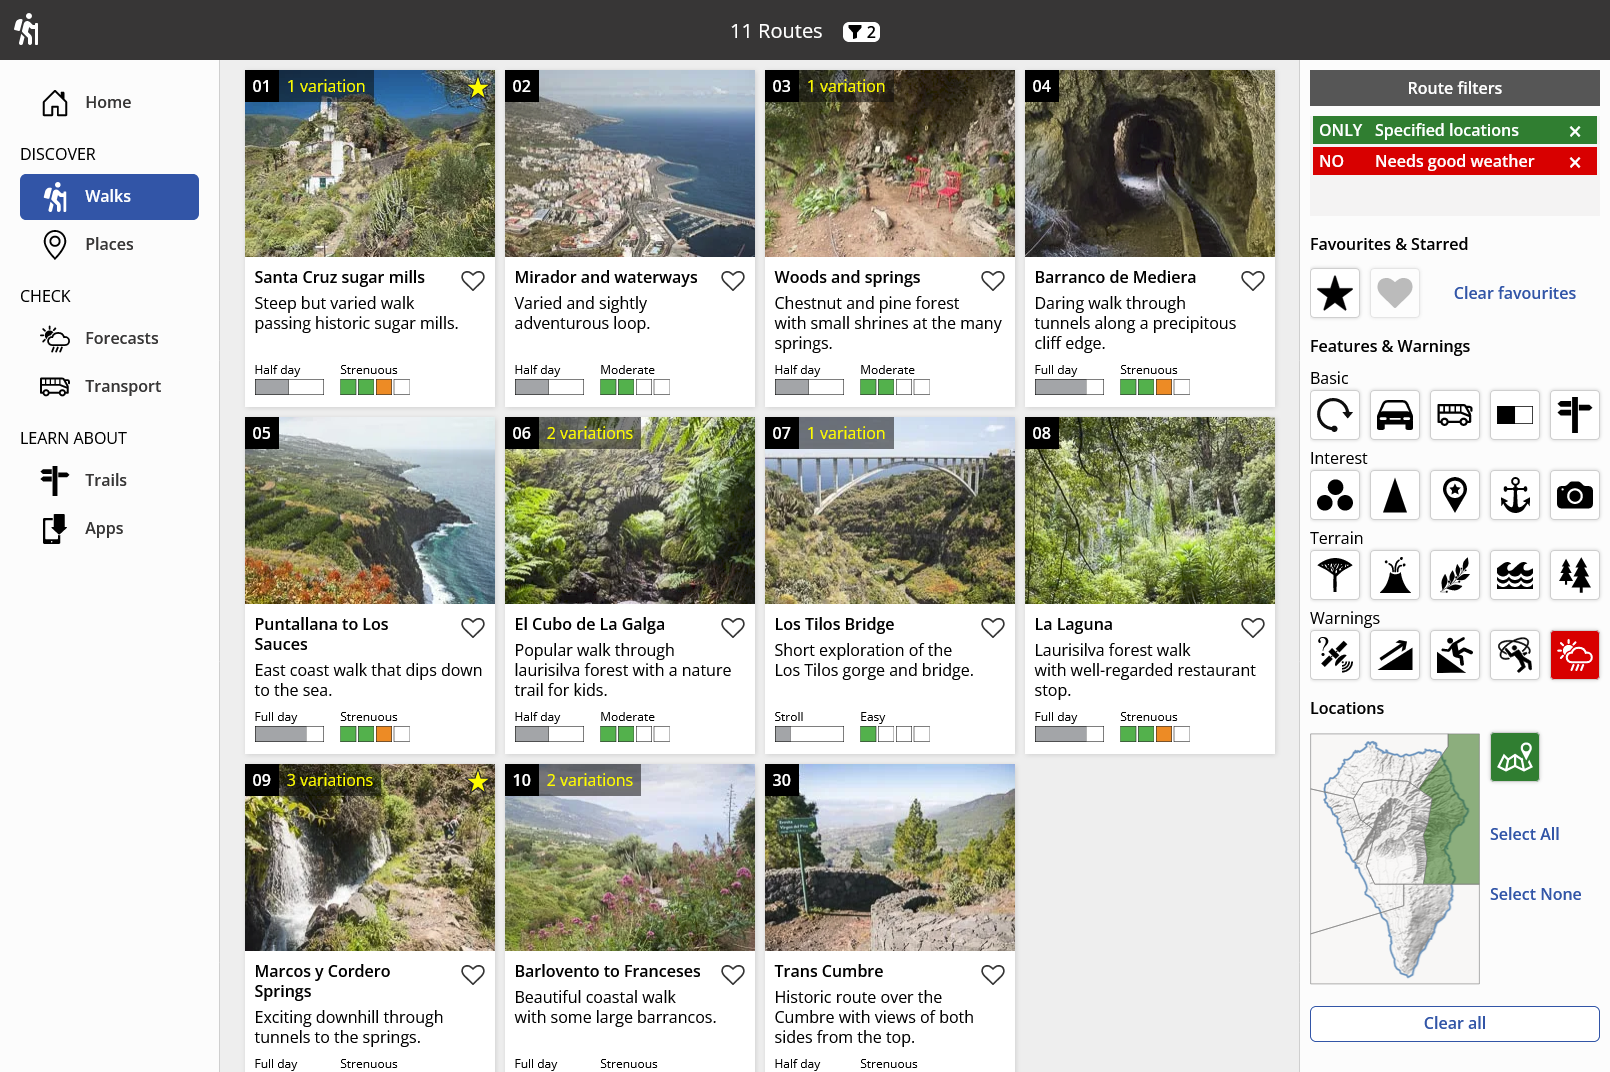 11 Routes 2
Home
DISCOVER
Walks
Places
CHECK
Forecasts
Transport
LEARN ABOUT
Trails
Apps
01 1 variation
Santa Cruz sugar mills
Steep but varied walk
passing historic sugar mills.
Half day Strenuous
02
Mirador and waterways
Varied and sightly
adventurous loop.
Half day Moderate
03 1 variation
Woods and springs
Chestnut and pine forest
with small shrines at the many
springs.
Half day Moderate
04
Barranco de Mediera
Daring walk through
tunnels along a precipitous
cliff edge.
Full day Strenuous
05
Puntallana to Los
Sauces
East coast walk that dips down
to the sea.
Full day Strenuous
06 2 variations
El Cubo de La Galga
Popular walk through
laurisilva forest with a nature
trail for kids.
Half day Moderate
07 1 variation
Los Tilos Bridge
Short exploration of the
Los Tilos gorge and bridge.
Stroll Easy
08
La Laguna
Laurisilva forest walk
with well-regarded restaurant
stop.
Full day Strenuous
09 3 variations
Marcos y Cordero
Springs
Exciting downhill through
tunnels to the springs.
Full day Strenuous
10 2 variations
Barlovento to Franceses
Beautiful coastal walk
with some large barrancos.
Full day Strenuous
30
Trans Cumbre
Historic route over the
Cumbre with views of both
sides from the top.
Half day Strenuous
Route filters
ONLY Specified locations ×
NO Needs good weather ×
Favourites & Starred
Clear favourites
Features & Warnings
Basic
Interest
Terrain
Warnings
?
Locations
Select All
Select None
Clear all